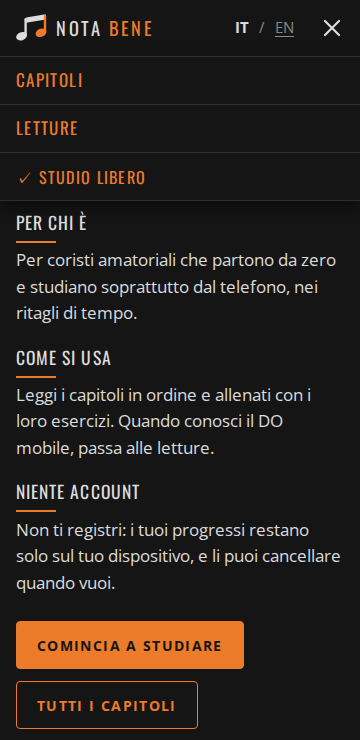 NOTA BENE
IT / EN
CAPITOLI
LETTURE
✓ STUDIO LIBERO
PER CHI È
Per coristi amatoriali che partono da zero
e studiano soprattutto dal telefono, nei
ritagli di tempo.
COME SI USA
Leggi i capitoli in ordine e allenati con i
loro esercizi. Quando conosci il DO
mobile, passa alle letture.
NIENTE ACCOUNT
Non ti registri: i tuoi progressi restano
solo sul tuo dispositivo, e li puoi cancellare
quando vuoi.
COMINCIA A STUDIARE
TUTTI I CAPITOLI